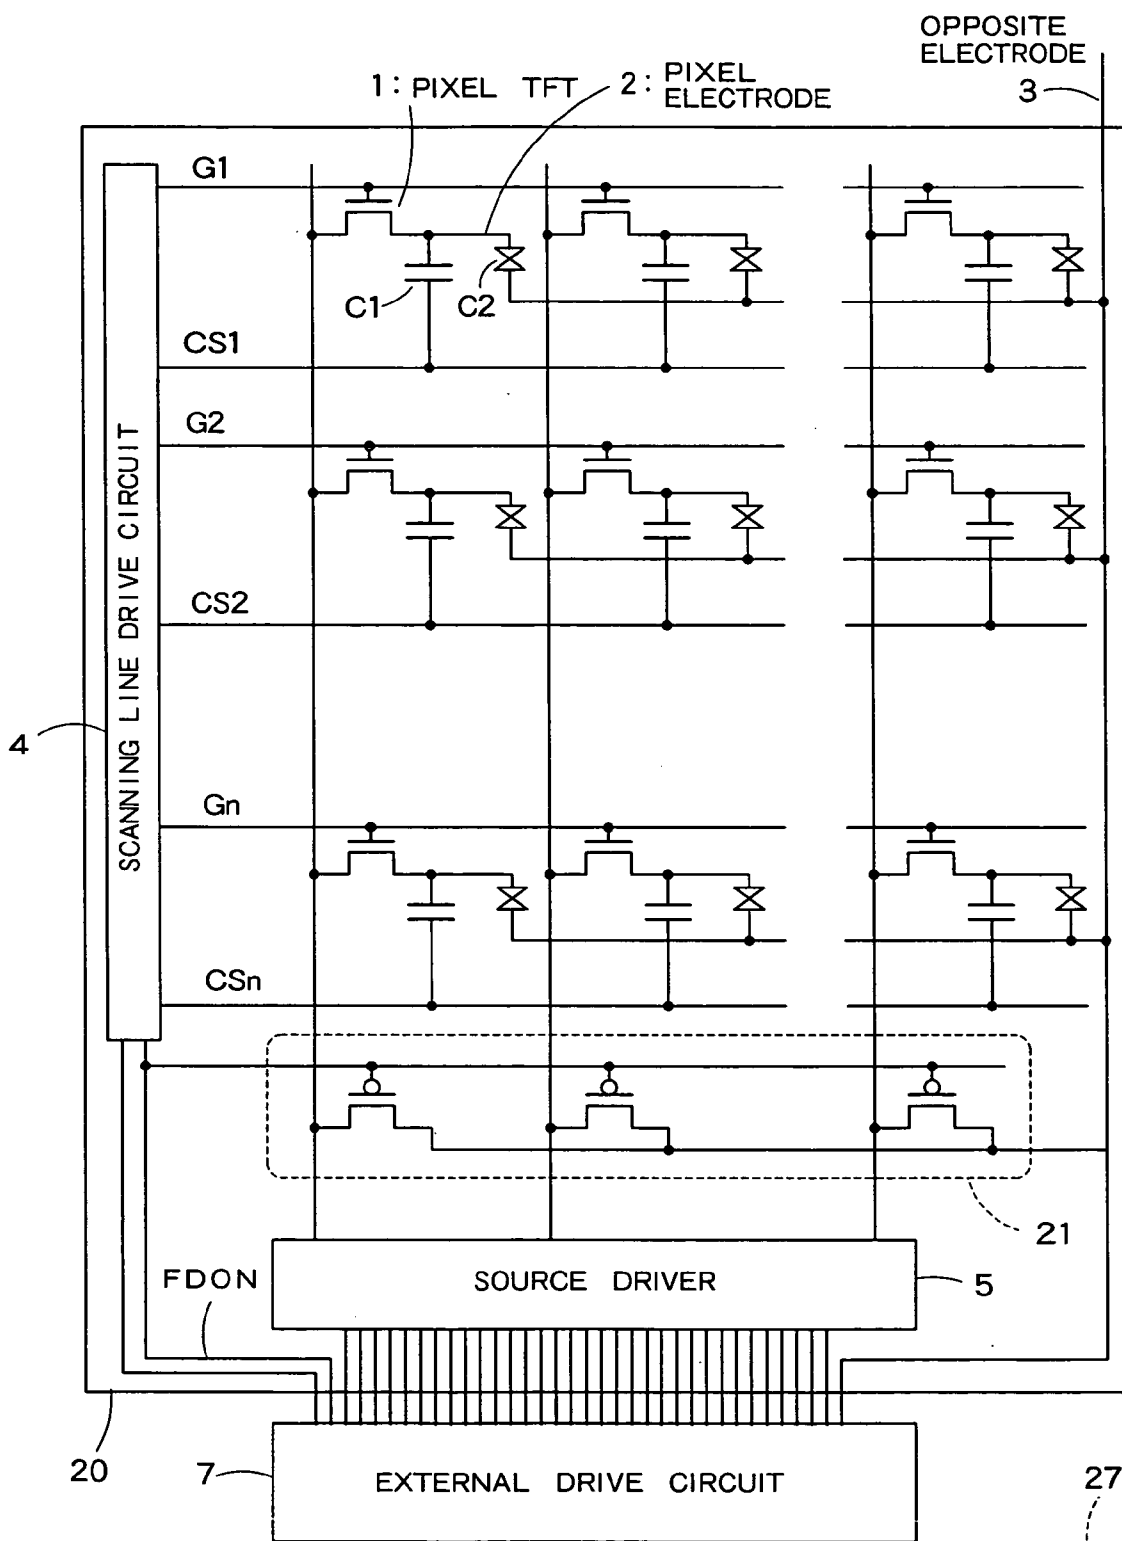 OPPOSITE
ELECTRODE
3
1: PIXEL TFT
2: PIXEL
ELECTRODE
G1
C1
C2
CS1
G2
CS2
SCANNING LINE DRIVE CIRCUIT
4
Gn
CSn
21
FDON
SOURCE DRIVER
5
20
7
EXTERNAL DRIVE CIRCUIT
27